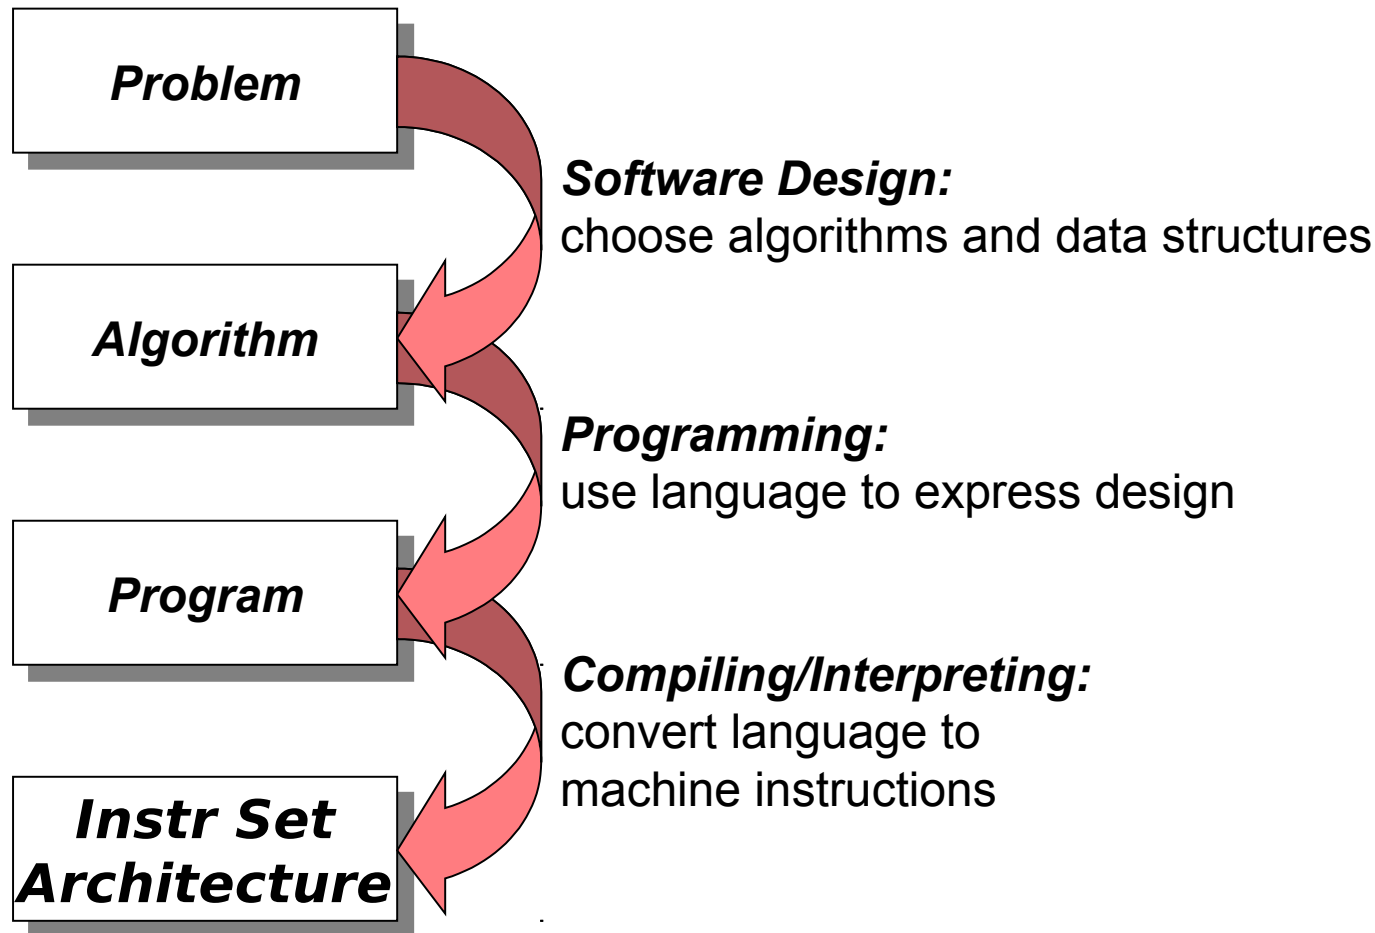 Problem
Software Design:
choose algorithms and data structures
Algorithm
Programming:
use language to express design
Program
Compiling/Interpreting:
convert language to
machine instructions
Instr Set
Architecture